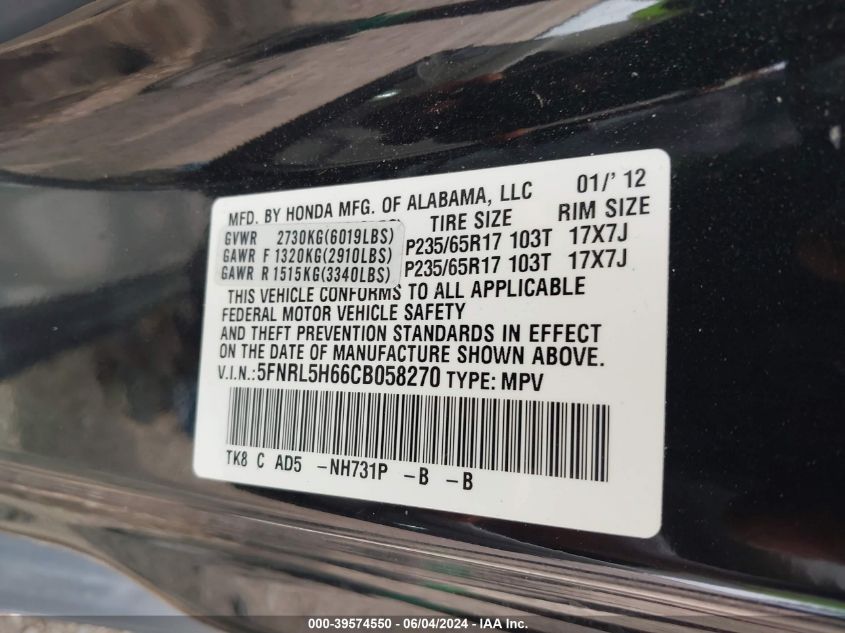 MFD. BY HONDA MFG. OF ALABAMA, LLC 01/'12
TIRE SIZE RIM SIZE
GVWR 2730KG(6019LBS)
GAWR F 1320KG(2910LBS) P235/65R17 103T 17X7J
GAWR R 1515KG(3340LBS) P235/65R17 103T 17X7J
THIS VEHICLE CONFORMS TO ALL APPLICABLE
FEDERAL MOTOR VEHICLE SAFETY
AND THEFT PREVENTION STANDARDS IN EFFECT
ON THE DATE OF MANUFACTURE SHOWN ABOVE.
V.I.N.:5FNRL5H66CB058270 TYPE: MPV
TK8 C AD5 -NH731P -B -B
000-39574550 - 06/04/2024 - IAA Inc.